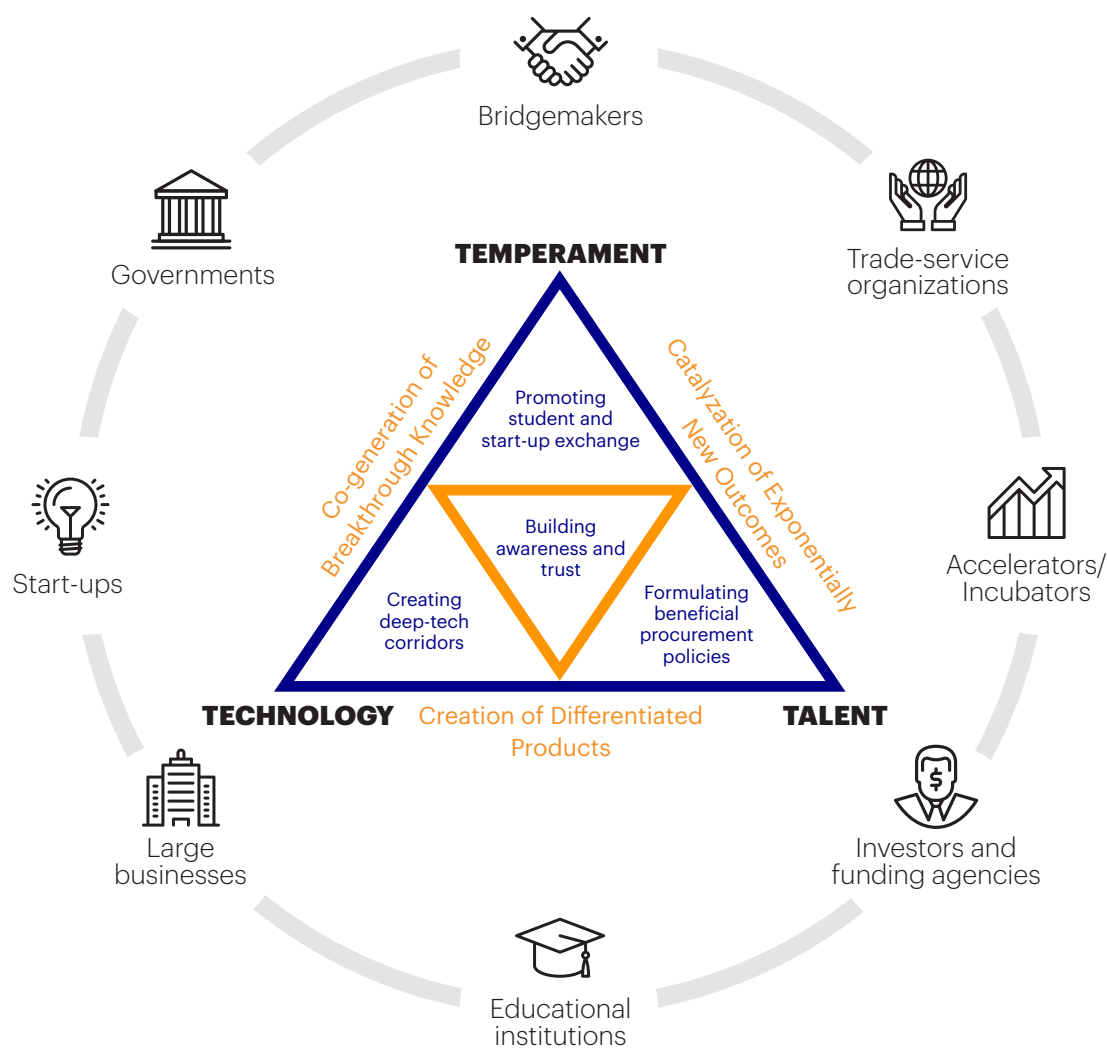 Bridgemakers
Governments
Trade-service
organizations
TEMPERAMENT
Co-generation of
Breakthrough Knowledge
Catalyzation of Exponentially
New Outcomes
Promoting
student and
start-up exchange
Building
awareness and
trust
Start-ups
Accelerators/
Incubators
Creating
deep-tech
corridors
Formulating
beneficial
procurement
policies
TECHNOLOGY
Creation of Differentiated
Products
TALENT
Large
businesses
Investors and
funding agencies
$
Educational
institutions